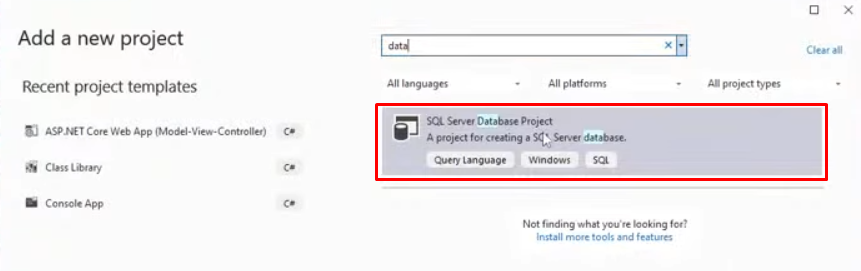 Add a new project
data
Clear all
Recent project templates
All languages
All platforms
All project types
ASP.NET Core Web App (Model-View-Controller)
C#
Class Library
C#
Console App
C#
SQL Server Database Project
A project for creating a SQL Server database.
Query Language
Windows
SQL
Not finding what you're looking for?
Install more tools and features